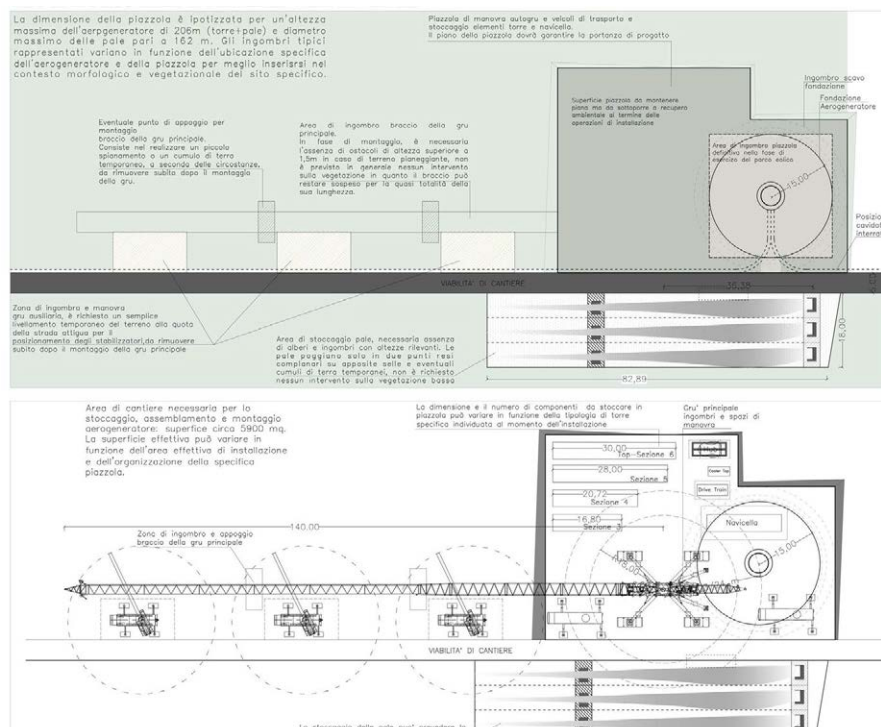 La dimensione della piazzola è ipotizzata per un'altezza
massima dell'aerpgeneratore di 206m (torre+pale) e diametro
massimo delle pale pari a 162 m. Gli ingombri tipici
rappresentati variano in funzione dell'ubicazione specifica
dell'aerogeneratore e della piazzola per meglio inserisrsi nel
contesto morfologico e vegetazionale del sito specifico.
Piazzola di manovra autogru e veicoli di trasporto e
stoccaggio elementi torre e navicella.
Il piano della piazzola dovrà garantire la portanza di progetto
Ingombro scavo
fondazione
Fondazione
Aerogeneratore
Superficie piazzola da mantenere
piana ma da sottoporre a recupero
ambientale al termine delle
operazioni di installazione
Eventuale punto di appoggio per
montaggio
braccio della gru principale.
Consiste nel realizzare un piccolo
spianamento o un cumulo di terra
temporaneo, a seconda delle circostanze,
da rimuovere subito dopo il montaggio
della gru.
Area di ingombro braccio della gru
principale.
In fase di montaggio, è necessaria
l'assenza di ostacoli di altezza superiore a
1,5m in caso di terreno pianeggiante, non
è previsto in generale nessun intervento
sulla vegetazione in quanto il braccio può
restare sospeso per la quasi totalità della
sua lunghezza.
Area di ingombro piazzola
definitiva nella fase di
esercizio del parco eolico
15,00
Posizio
cavidot
interrat
VIABILITA' DI CANTIERE
36,38
Zona di ingombro e manovra
gru ausiliaria, è richiesto un semplice
livellamento temporaneo del terreno alla quota
della strada attigua per il
posizionamento degli stabilizzatori,da rimuovere
subito dopo il montaggio della gru principale
Area di stoccaggio pale, necessaria assenza
di alberi e ingombri con altezze rilevanti. Le
pale poggiano solo in due punti resi
complanari su apposite selle e eventuali
cumuli di terra temporanei, non è richiesto
nessun intervento sulla vegetazione bassa
18,00
82,89
Area di cantiere necessaria per lo
stoccaggio, assemblamento e montaggio
aerogeneratore: superfice circa 5900 mq.
La superficie effettiva può variare in
funzione dell'area effettiva di installazione
e dell'organizzazione della specifica
piazzola.
La dimensione e il numero di componenti da stoccare in
piazzola può variare in funzione della tipologia di torre
specifica individuata al momento dell'installazione
Gru' principale
ingombri e spazi di
manovra
30,00
Top-Sezione 6
28,00
Sezione 5
20,72
Sezione 4
16,80
Sezione 3
Drive Train
Navicella
15,00
140,00
Zona di ingombro e appoggio
braccio della gru principale
VIABILITA' DI CANTIERE